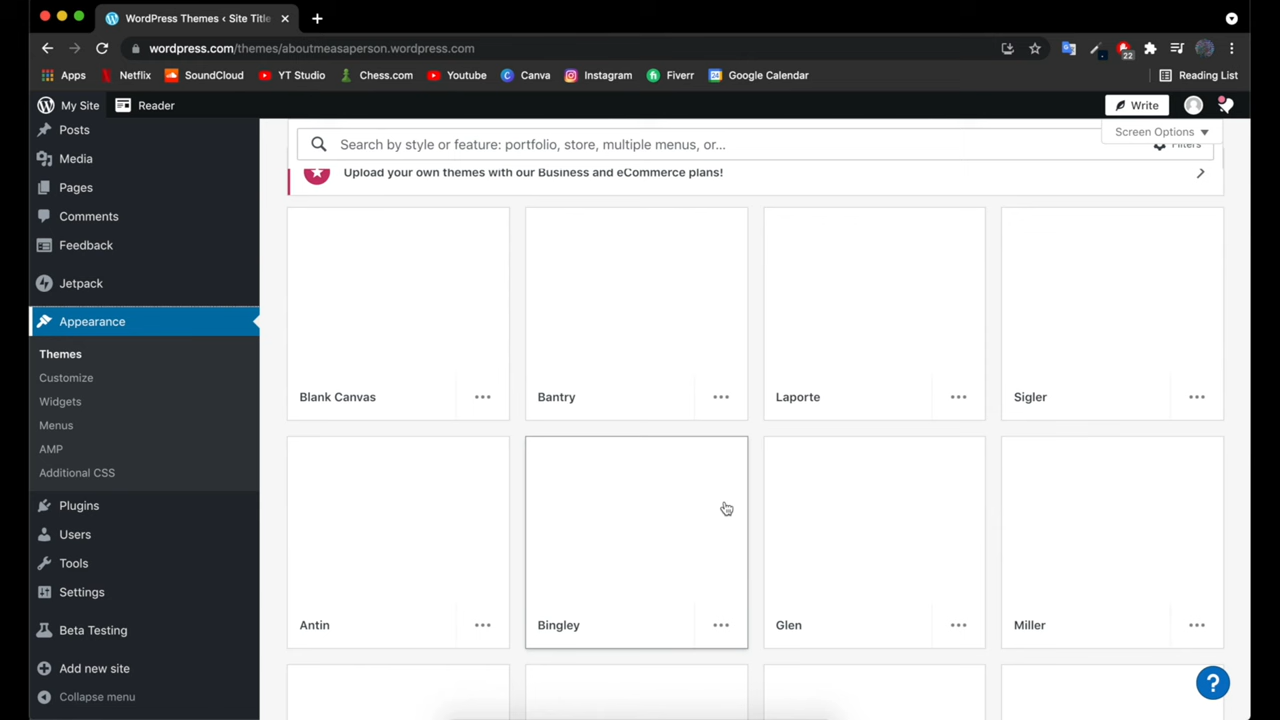 WordPress Themes ‹ Site Title
wordpress.com/themes/aboutmeasaperson.wordpress.com
22
Apps
Netflix
SoundCloud
YT Studio
Chess.com
Youtube
Canva
Instagram
Fiverr
24
Google Calendar
Reading List
My Site
Reader
Write
Posts
Media
Pages
Comments
Feedback
Jetpack
Appearance
Themes
Customize
Widgets
Menus
AMP
Additional CSS
Plugins
Users
Tools
Settings
Beta Testing
Add new site
Collapse menu
Screen Options
Search by style or feature: portfolio, store, multiple menus, or...
Filters
Upload your own themes with our Business and eCommerce plans!
Blank Canvas
Bantry
Laporte
Sigler
Antin
Bingley
Glen
Miller
?